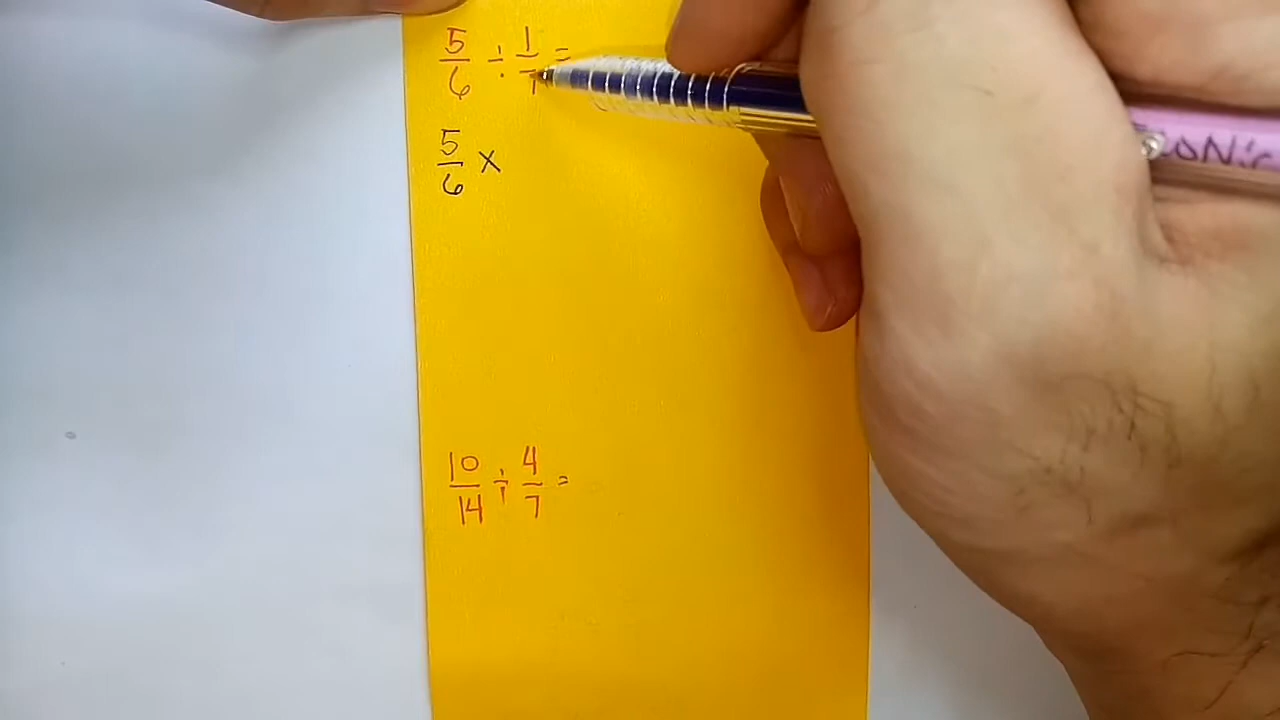 5/6 ÷ 1/7 =
5/6 ×
10/14 ÷ 4/7 =